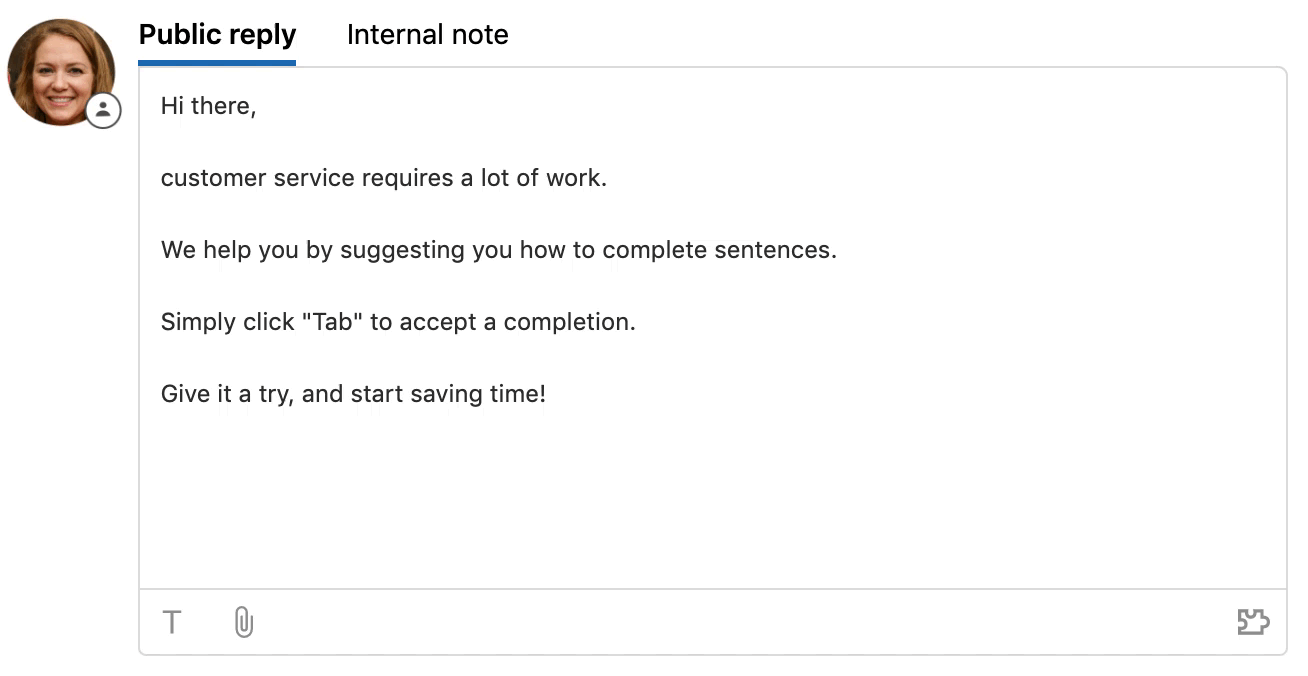 Public reply Internal note
Hi there,
customer service requires a lot of work.
We help you by suggesting you how to complete sentences.
Simply click "Tab" to accept a completion.
Give it a try, and start saving time!
T